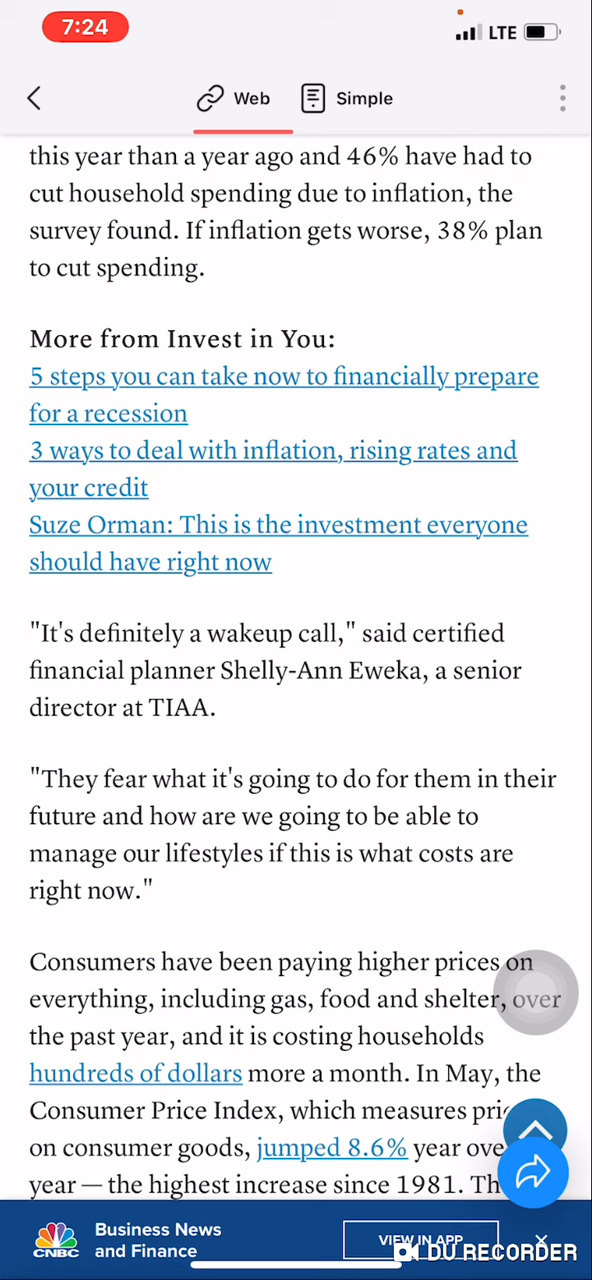 7:24
LTE
Web
Simple
this year than a year ago and 46% have had to
cut household spending due to inflation, the
survey found. If inflation gets worse, 38% plan
to cut spending.
More from Invest in You:
5 steps you can take now to financially prepare
for a recession
3 ways to deal with inflation, rising rates and
your credit
Suze Orman: This is the investment everyone
should have right now
"It's definitely a wakeup call," said certified
financial planner Shelly-Ann Eweka, a senior
director at TIAA.
"They fear what it's going to do for them in their
future and how are we going to be able to
manage our lifestyles if this is what costs are
right now."
Consumers have been paying higher prices on
everything, including gas, food and shelter, over
the past year, and it is costing households
hundreds of dollars more a month. In May, the
Consumer Price Index, which measures
on consumer goods, jumped 8.6% year
year — the highest increase since 1981.
CNBC
Business News
and Finance
VIEW IN APP
DU RECORDER